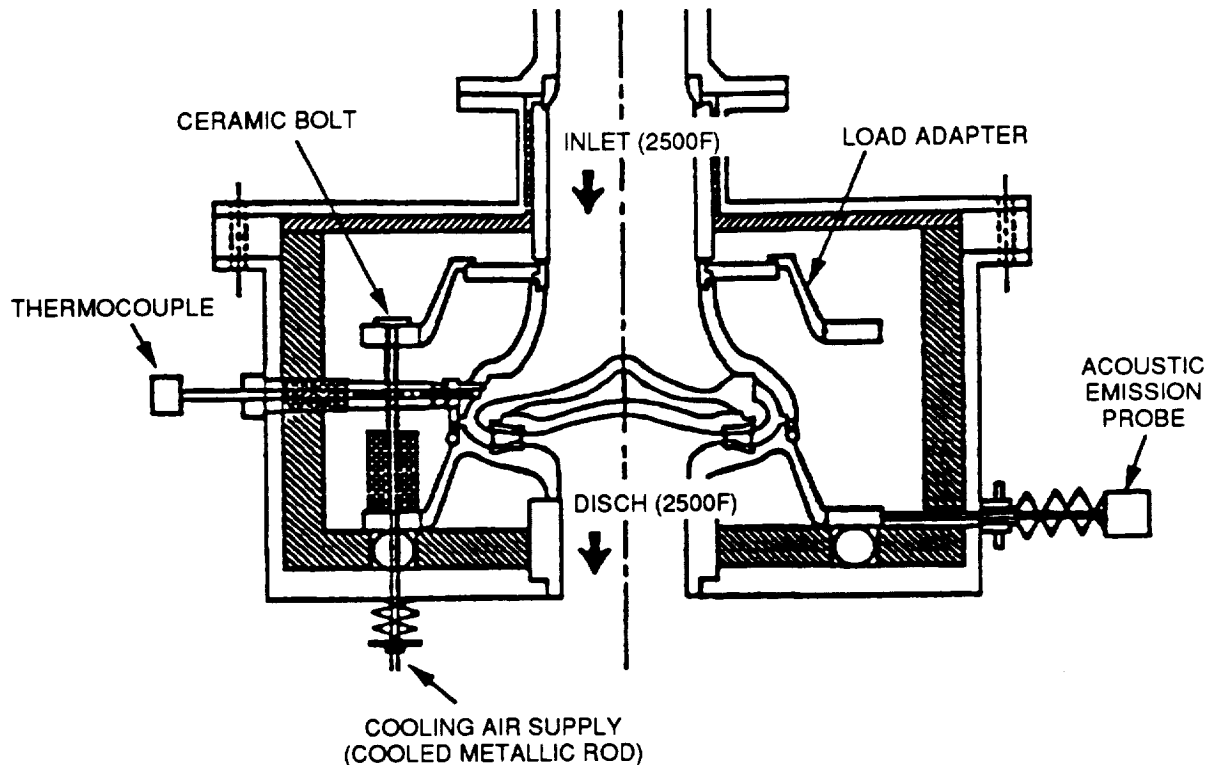 CERAMIC BOLT
INLET (2500F)
LOAD ADAPTER
THERMOCOUPLE
ACOUSTIC
EMISSION
PROBE
DISCH (2500F)
COOLING AIR SUPPLY
(COOLED METALLIC ROD)